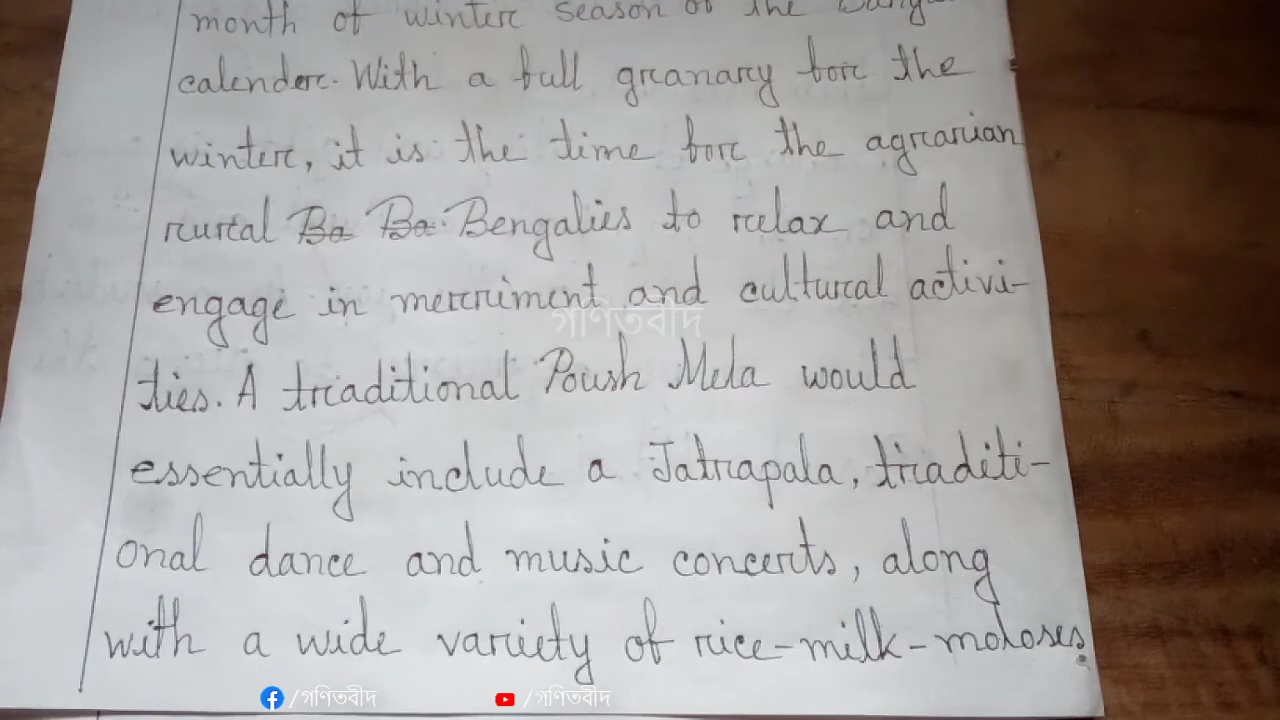 month of winter season of the
calender. With a full granary for the
winter, it is the time for the agrarian
rural Ba Ba Bengalies to relax and
engage in merriment and cultural activi-
গণিতবীদ
ties. A traditional Poush Mela would
essentially include a Jatrapala, traditi-
onal dance and music concerts, along
with a wide variety of rice-milk-moloses.
/গণিতবীদ /গণিতবীদ